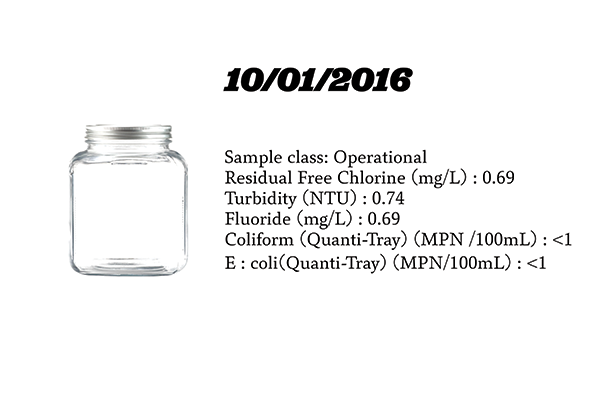 10/01/2016
Sample class: Operational
Residual Free Chlorine (mg/L) : 0.69
Turbidity (NTU) : 0.74
Fluoride (mg/L) : 0.69
Coliform (Quanti-Tray) (MPN /100mL) : <1
E : coli(Quanti-Tray) (MPN/100mL) : <1